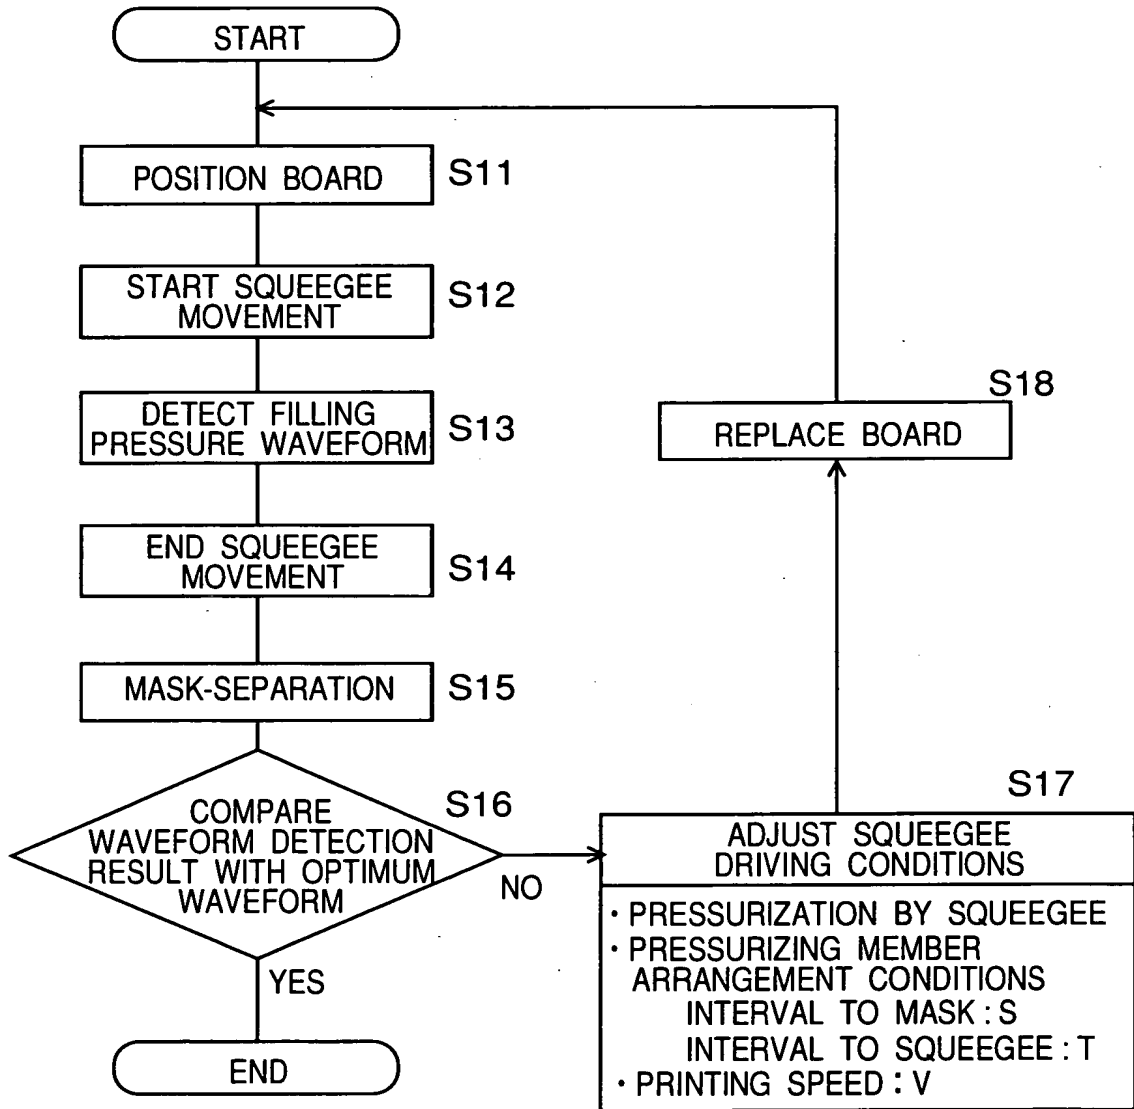 START
POSITION BOARD
S11
START SQUEEGEE
MOVEMENT
S12
DETECT FILLING
PRESSURE WAVEFORM
S13
S18
REPLACE BOARD
END SQUEEGEE
MOVEMENT
S14
MASK-SEPARATION
S15
COMPARE
WAVEFORM DETECTION
RESULT WITH OPTIMUM
WAVEFORM
S16
NO
YES
END
S17
ADJUST SQUEEGEE
DRIVING CONDITIONS
・PRESSURIZATION BY SQUEEGEE
・PRESSURIZING MEMBER
ARRANGEMENT CONDITIONS
INTERVAL TO MASK : S
INTERVAL TO SQUEEGEE : T
・PRINTING SPEED : V